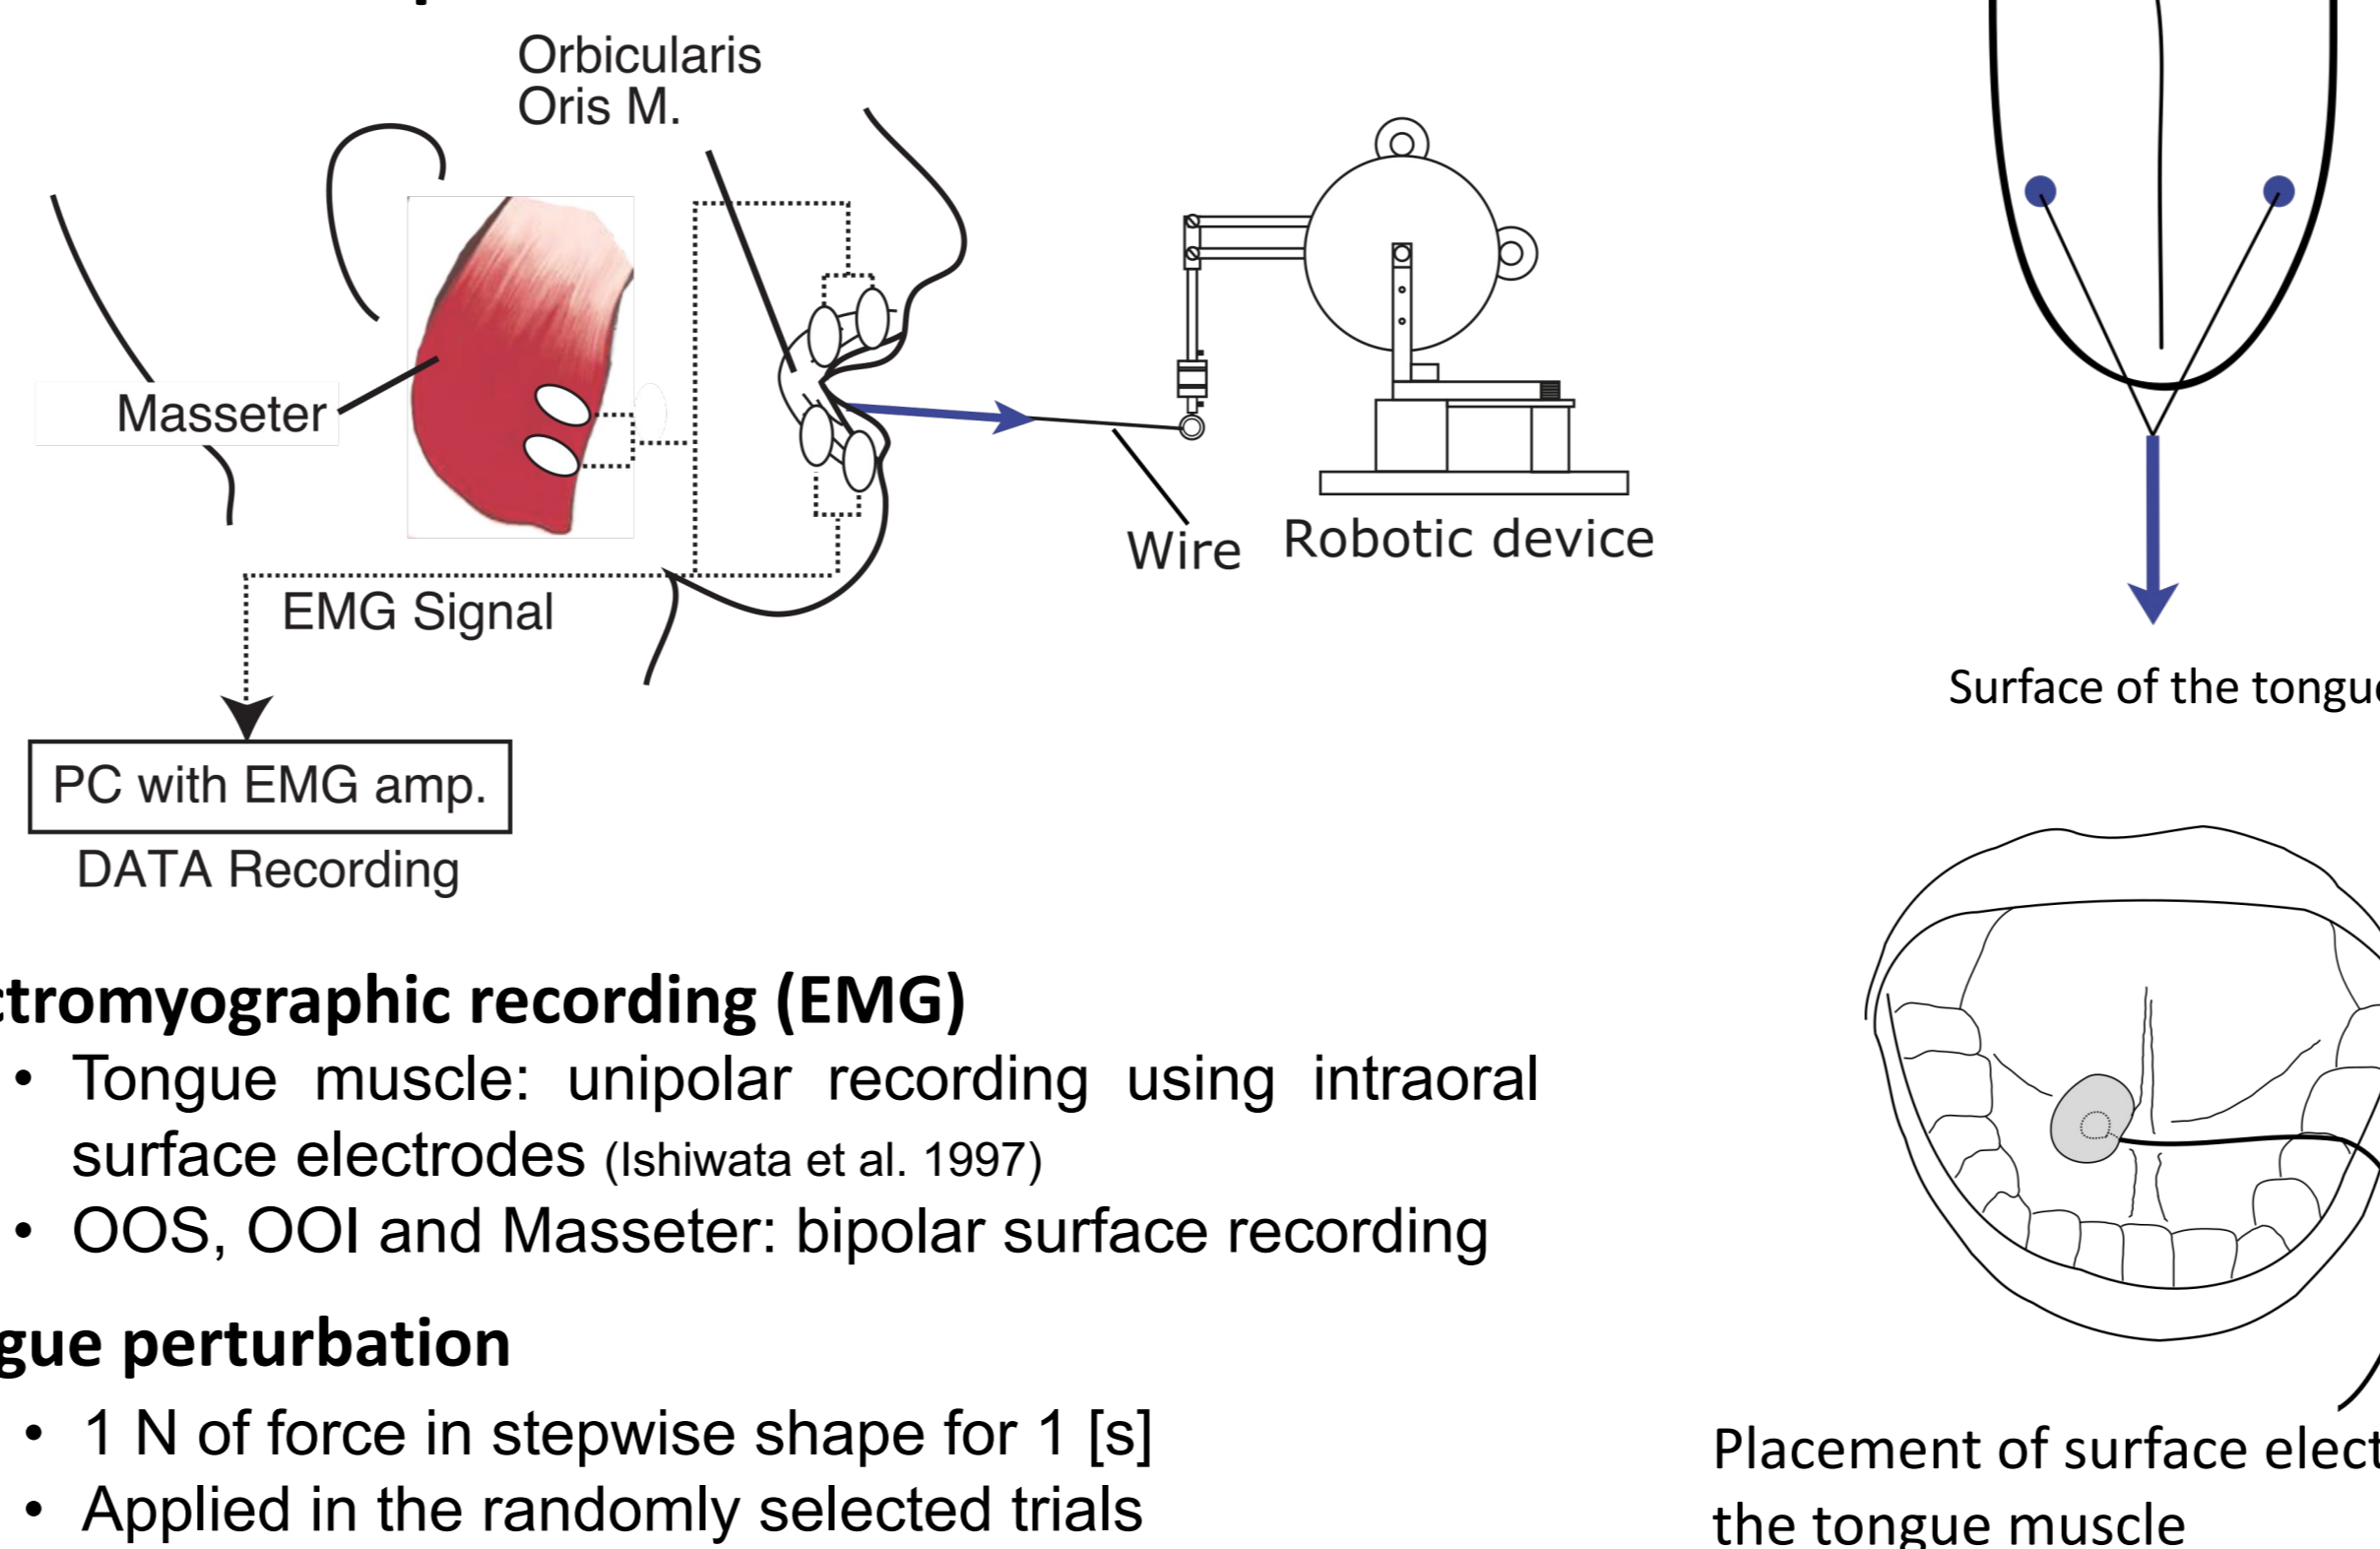 Orbicularis
Oris M.
Masseter
Wire
Robotic device
EMG Signal
PC with EMG amp.
DATA Recording
Surface of the tongue
ctromyographic recording (EMG)
• Tongue muscle: unipolar recording using intraoral
surface electrodes (Ishiwata et al. 1997)
• OOS, OOI and Masseter: bipolar surface recording
gue perturbation
• 1 N of force in stepwise shape for 1 [s]
• Applied in the randomly selected trials
Placement of surface elect
the tongue muscle